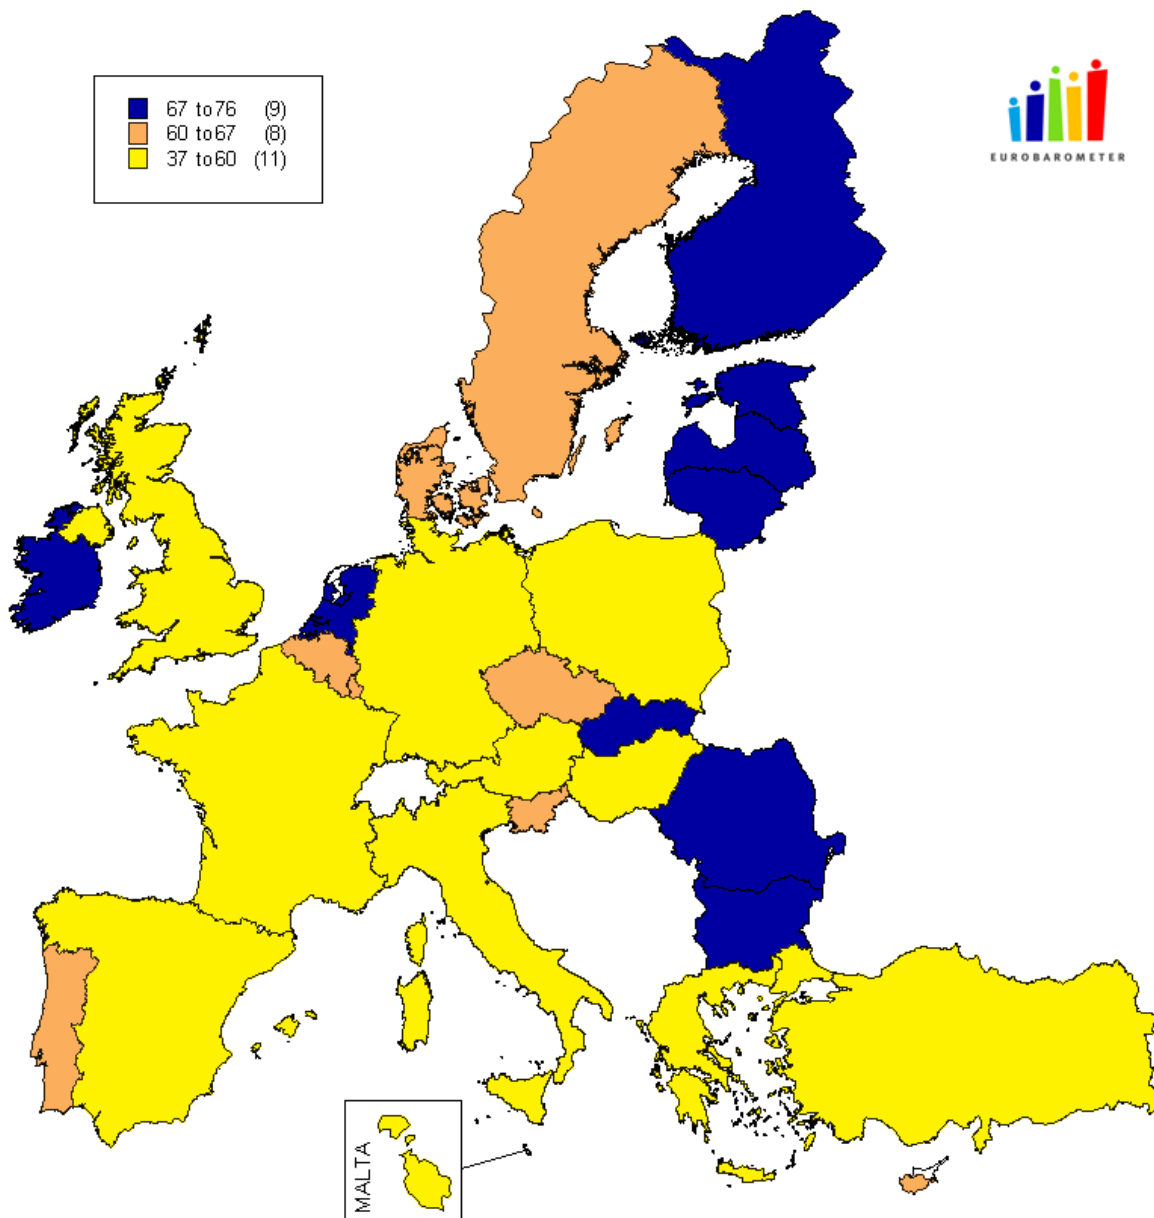 67 to 76 (9)
60 to 67 (8)
37 to 60 (11)
EUROBAROMETER
MALTA